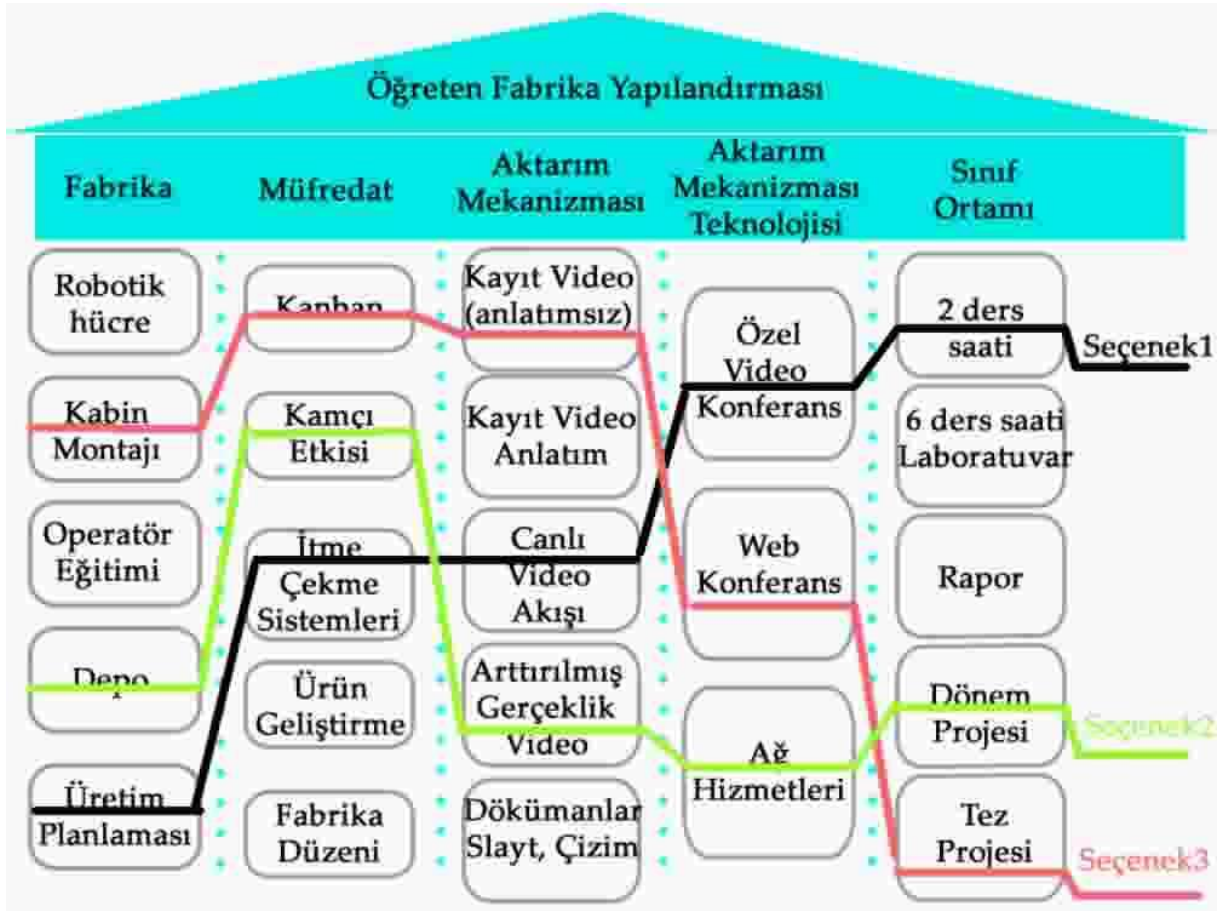 Öğreten Fabrika Yapılandırması
Fabrika
Müfredat
Aktarım
Mekanizması
Aktarım
Mekanizması
Teknolojisi
Sınıf
Ortamı
Robotik
hücre
Kabin
Montajı
Operatör
Eğitimi
Depo
Üretim
Planlaması
Kanban
Kamçı
Etkisi
İtme
Çekme
Sistemleri
Ürün
Geliştirme
Fabrika
Düzeni
Kayıt Video
(anlatımsız)
Kayıt Video
Anlatım
Canlı
Video
Akışı
Arttırılmış
Gerçeklik
Video
Dökümanlar
Slayt, Çizim
Özel
Video
Konferans
Web
Konferans
Ağ
Hizmetleri
2 ders
saati
6 ders saati
Laboratuvar
Rapor
Dönem
Projesi
Tez
Projesi
Seçenek1
Seçenek2
Seçenek3